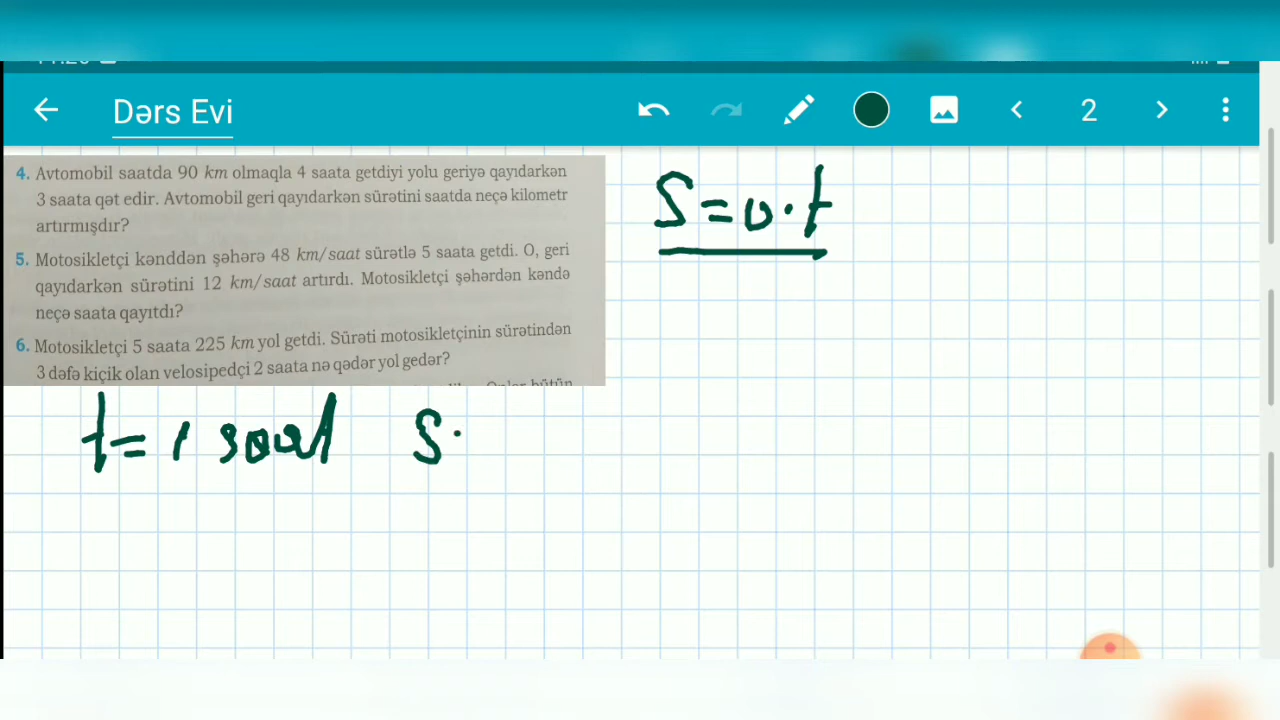 Dərs Evi
2
4. Avtomobil saatda 90 km olmaqla 4 saata getdiyi yolu geriyə qayıdarkən
3 saata qət edir. Avtomobil geri qayıdarkən sürətini saatda neçə kilometr
artırmışdır?
5. Motosikletçi kənddən şəhərə 48 km/saat sürətlə 5 saata getdi. O, geri
qayıdarkən sürətini 12 km/saat artırdı. Motosikletçi şəhərdən kəndə
neçə saata qayıtdı?
6. Motosikletçi 5 saata 225 km yol getdi. Sürəti motosikletçinin sürətindən
3 dəfə kiçik olan velosipedçi 2 saata nə qədər yol gedər?
S=v·t
t=1 saat S